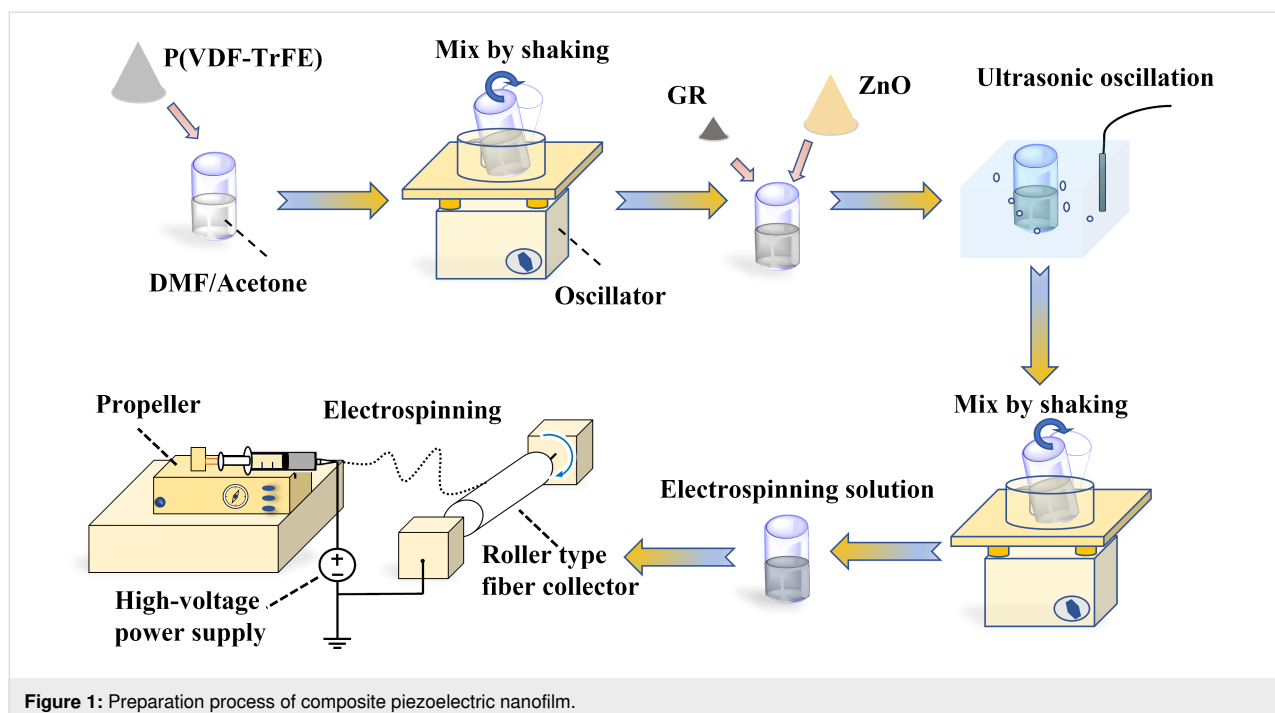 P(VDF-TrFE)
Mix by shaking
GR
ZnO
Ultrasonic oscillation
DMF/Acetone
Oscillator
Mix by shaking
Electrospinning solution
Propeller
Electrospinning
Roller type
fiber collector
High-voltage
power supply
+
−
Figure 1: Preparation process of composite piezoelectric nanofilm.